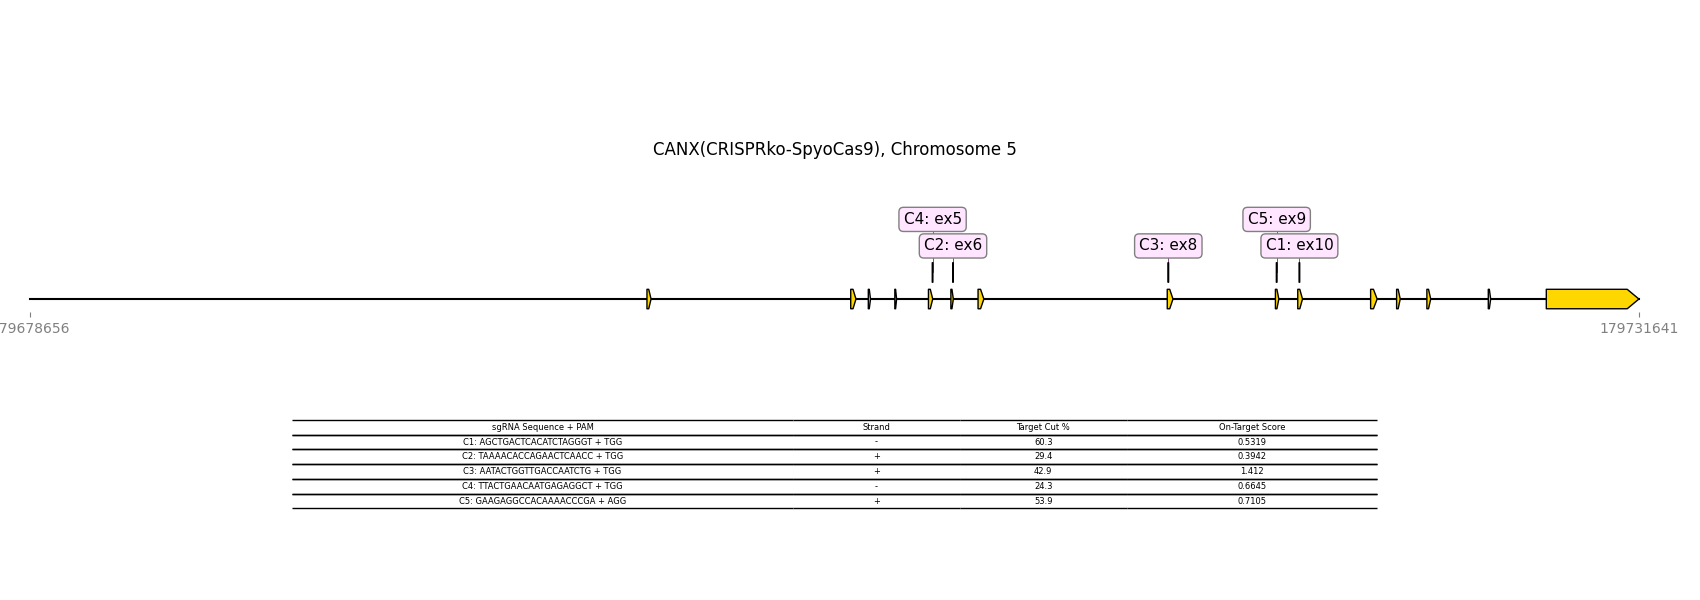 CANX(CRISPRko-SpyoCas9), Chromosome 5
C4: ex5
C5: ex9
C2: ex6
C3: ex8
C1: ex10
79678656
179731641
sgRNA Sequence + PAM Strand Target Cut % On-Target Score
C1: AGCTGACTCACATCTAGGGT + TGG - 60.3 0.5319
C2: TAAAACACCAGAACTCAACC + TGG + 29.4 0.3942
C3: AATACTGGTTGACCAATCTG + TGG + 42.9 1.412
C4: TTACTGAACAATGAGAGGCT + TGG - 24.3 0.6645
C5: GAAGAGGCCACAAAACCCGA + AGG + 53.9 0.7105